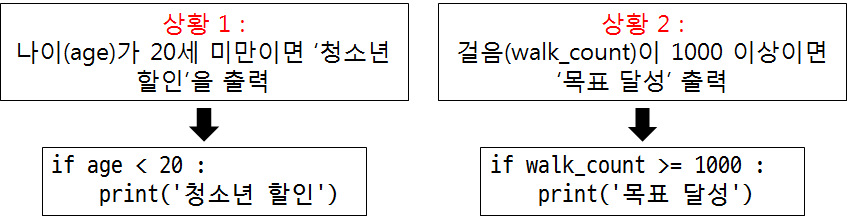 상황 1 :
나이(age)가 20세 미만이면 ‘청소년
할인’을 출력
if age < 20 :
    print('청소년 할인')
상황 2 :
걸음(walk_count)이 1000 이상이면
‘목표 달성’ 출력
if walk_count >= 1000 :
    print('목표 달성')